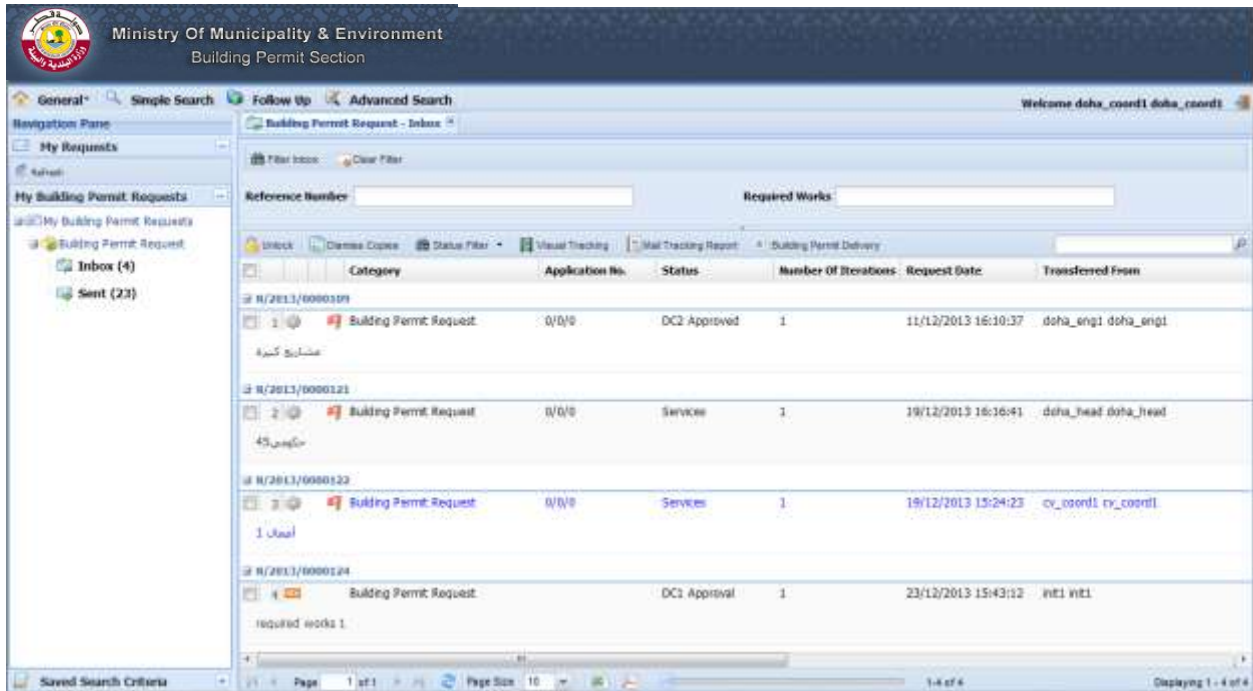 Ministry Of Municipality & Environment
Building Permit Section
General Simple Search Follow Up Advanced Search
Welcome doha_coord1 doha_coord1
Navigation Pane
Building Permit Request - Inbox
My Requests
Filter Inbox Clear Filter
Refresh
My Building Permit Requests
Reference Number Required Works
My Building Permit Requests
Building Permit Request
Unlock Dismiss Copies Status Filter Visual Tracking Mail Tracking Report Building Permit Delivery
Inbox (4)
Category Application No. Status Number Of Iterations Request Date Transferred From
Sent (23)
R/2013/0000109
1 Building Permit Request 0/0/0 DC2 Approved 1 11/12/2013 16:10:37 doha_eng1 doha_eng1
مشاريع كبيرة
R/2013/0000121
2 Building Permit Request 0/0/0 Services 1 19/12/2013 16:16:41 doha_head doha_head
حكومى45
R/2013/0000122
3 Building Permit Request 0/0/0 Services 1 19/12/2013 15:24:23 cv_coord1 cv_coord1
أعمال 1
R/2013/0000124
4 Building Permit Request DC1 Approval 1 23/12/2013 15:43:12 init1 init1
required works 1
Saved Search Criteria
Page 1 of 1 Page Size 10 1-4 of 4 Displaying 1 - 4 of 4